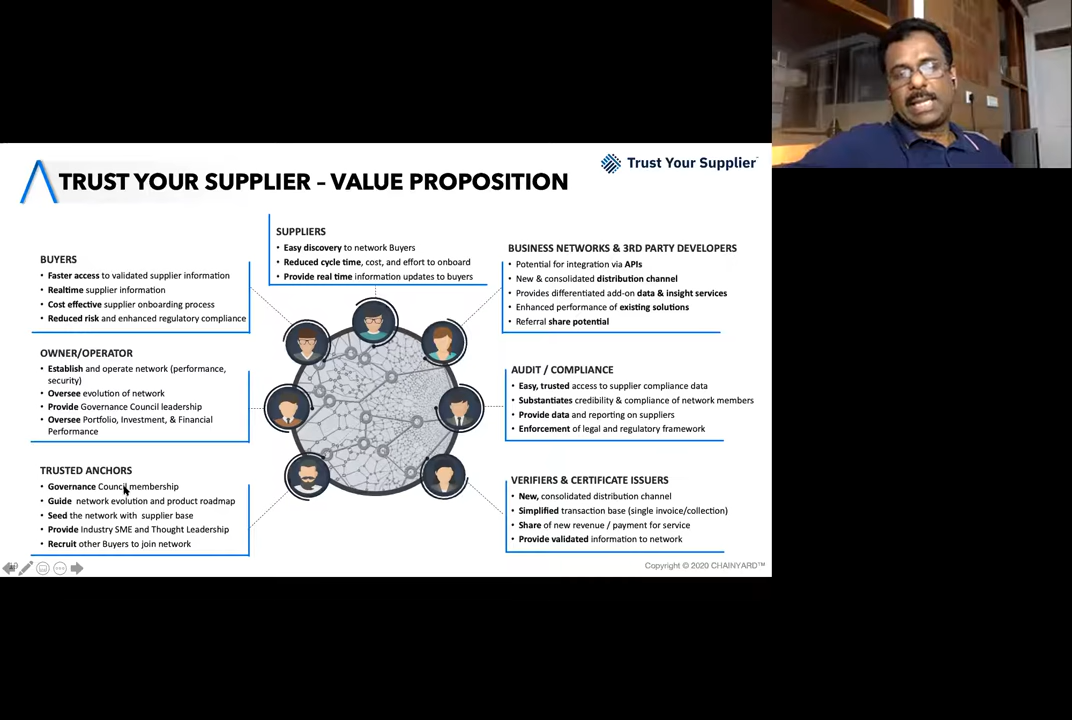 Trust Your Supplier
TRUST YOUR SUPPLIER – VALUE PROPOSITION
SUPPLIERS
• Easy discovery to network Buyers
• Reduced cycle time, cost, and effort to onboard
• Provide real time information updates to buyers
BUYERS
• Faster access to validated supplier information
• Realtime supplier information
• Cost effective supplier onboarding process
• Reduced risk and enhanced regulatory compliance
OWNER/OPERATOR
• Establish and operate network (performance,
security)
• Oversee evolution of network
• Provide Governance Council leadership
• Oversee Portfolio, Investment, & Financial
Performance
TRUSTED ANCHORS
• Governance Council membership
• Guide network evolution and product roadmap
• Seed the network with supplier base
• Provide Industry SME and Thought Leadership
• Recruit other Buyers to join network
BUSINESS NETWORKS & 3RD PARTY DEVELOPERS
• Potential for integration via APIs
• New & consolidated distribution channel
• Provides differentiated add-on data & insight services
• Enhanced performance of existing solutions
• Referral share potential
AUDIT / COMPLIANCE
• Easy, trusted access to supplier compliance data
• Substantiates credibility & compliance of network members
• Provide data and reporting on suppliers
• Enforcement of legal and regulatory framework
VERIFIERS & CERTIFICATE ISSUERS
• New, consolidated distribution channel
• Simplified transaction base (single invoice/collection)
• Share of new revenue / payment for service
• Provide validated information to network
Copyright © 2020 CHAINYARD™